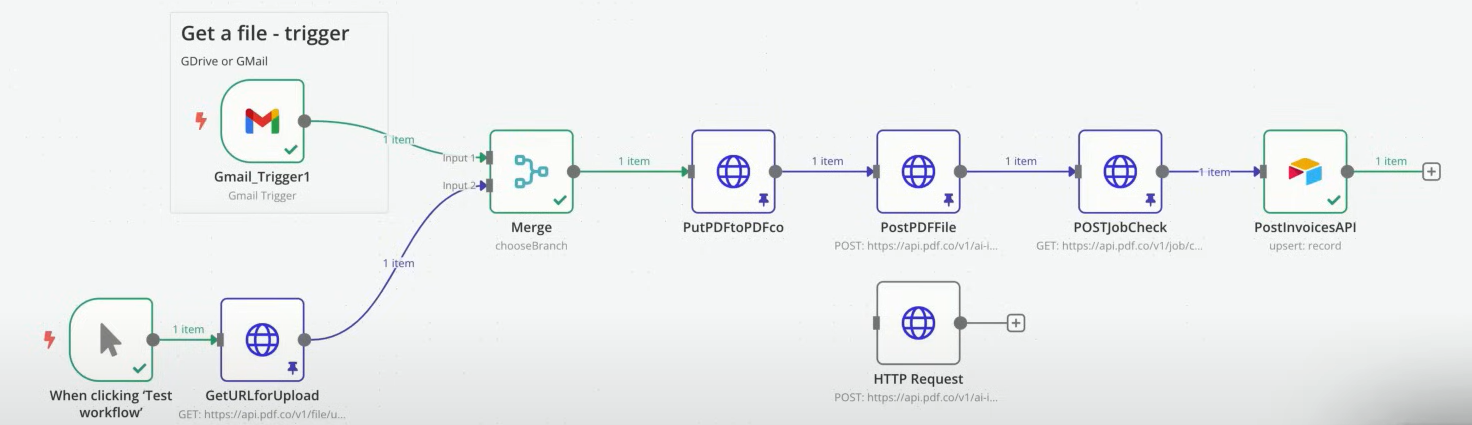 Get a file - trigger
GDrive or GMail
1 item
Gmail_Trigger1
Gmail Trigger
Input 1
Input 2
1 item
Merge
chooseBranch
1 item
PutPDFtoPDFco
1 item
PostPDFFile
POST: https://api.pdf.co/v1/ai-i...
1 item
POSTJobCheck
GET: https://api.pdf.co/v1/job/c...
1 item
PostInvoicesAPI
upsert: record
1 item
1 item
When clicking ‘Test
workflow’
GetURLforUpload
GET: https://api.pdf.co/v1/file/u...
HTTP Request
POST: https://api.pdf.co/v1/ai-i...